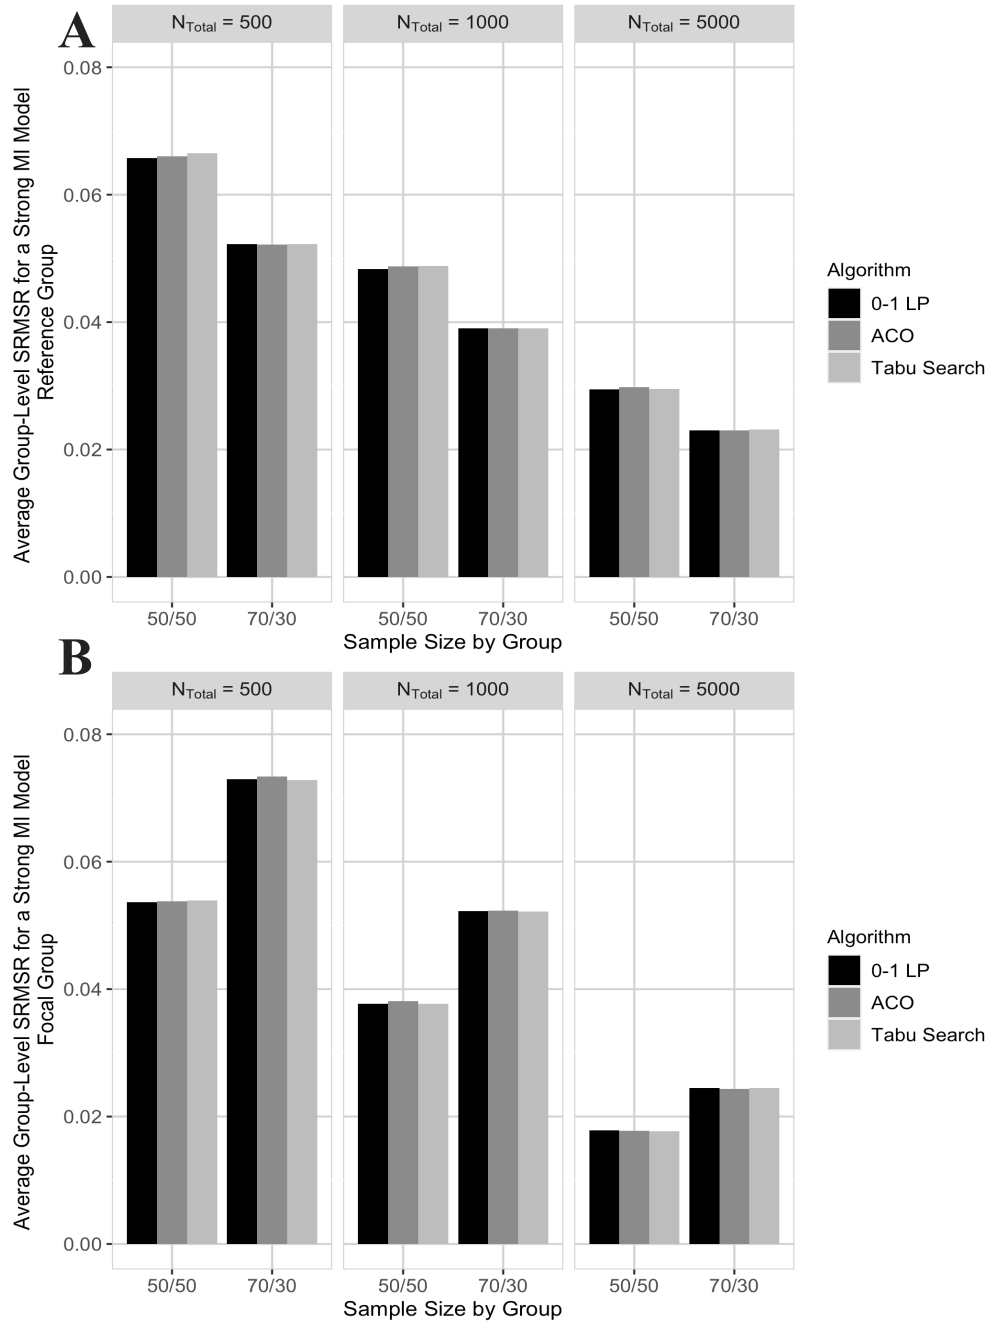 A
N_Total = 500
N_Total = 1000
N_Total = 5000
Average Group-Level SRMSR for a Strong MI Model
Reference Group
0.08
0.06
0.04
0.02
0.00
50/50
70/30
50/50
70/30
50/50
70/30
Sample Size by Group
Algorithm
0-1 LP
ACO
Tabu Search
B
N_Total = 500
N_Total = 1000
N_Total = 5000
Average Group-Level SRMSR for a Strong MI Model
Focal Group
0.08
0.06
0.04
0.02
0.00
50/50
70/30
50/50
70/30
50/50
70/30
Sample Size by Group
Algorithm
0-1 LP
ACO
Tabu Search